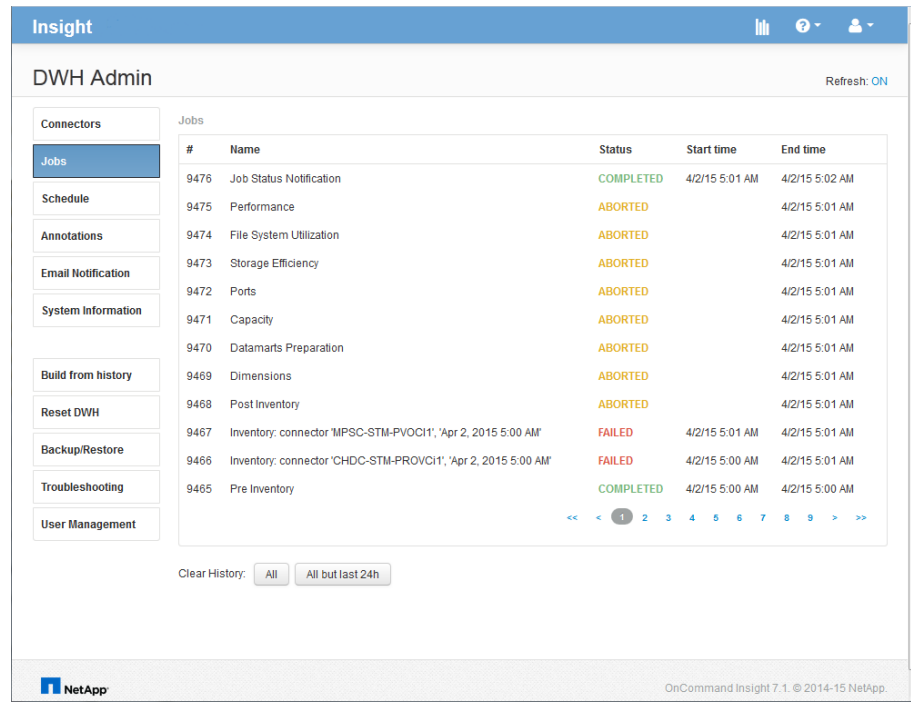 Insight
DWH Admin
Refresh: ON
Connectors
Jobs
Schedule
Annotations
Email Notification
System Information
Build from history
Reset DWH
Backup/Restore
Troubleshooting
User Management
Jobs
# Name Status Start time End time
9476 Job Status Notification COMPLETED 4/2/15 5:01 AM 4/2/15 5:02 AM
9475 Performance ABORTED 4/2/15 5:01 AM
9474 File System Utilization ABORTED 4/2/15 5:01 AM
9473 Storage Efficiency ABORTED 4/2/15 5:01 AM
9472 Ports ABORTED 4/2/15 5:01 AM
9471 Capacity ABORTED 4/2/15 5:01 AM
9470 Datamarts Preparation ABORTED 4/2/15 5:01 AM
9469 Dimensions ABORTED 4/2/15 5:01 AM
9468 Post Inventory ABORTED 4/2/15 5:01 AM
9467 Inventory: connector 'MPSC-STM-PVOCI1', 'Apr 2, 2015 5:00 AM' FAILED 4/2/15 5:01 AM 4/2/15 5:01 AM
9466 Inventory: connector 'CHDC-STM-PROVCi1', 'Apr 2, 2015 5:00 AM' FAILED 4/2/15 5:00 AM 4/2/15 5:01 AM
9465 Pre Inventory COMPLETED 4/2/15 5:00 AM 4/2/15 5:00 AM
<< < 1 2 3 4 5 6 7 8 9 > >>
Clear History: All All but last 24h
NetApp
OnCommand Insight 7.1. © 2014-15 NetApp.